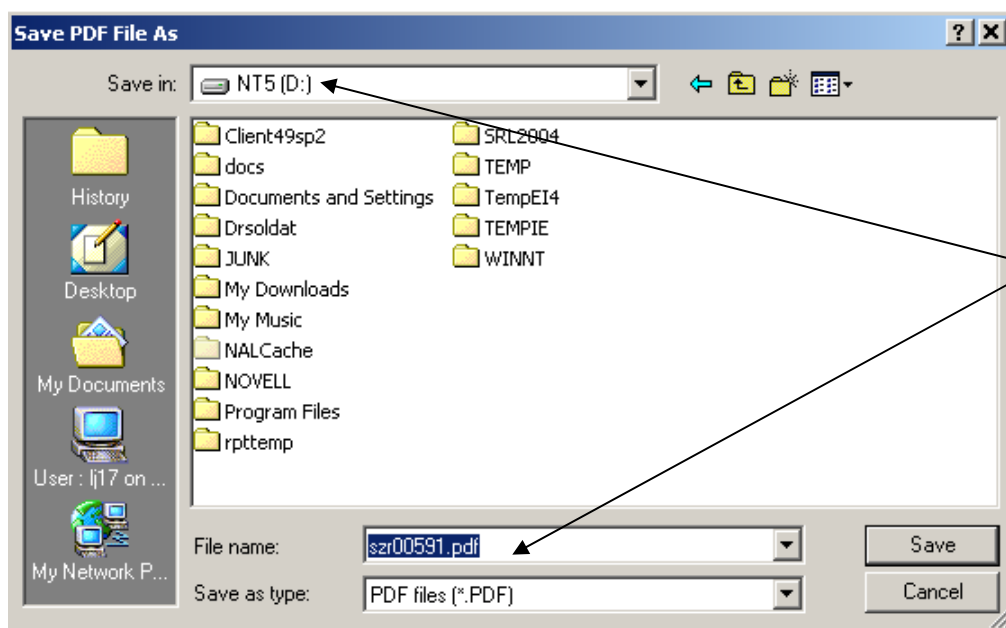 Save PDF File As
Save in:
NT5 (D:)
History
Desktop
My Documents
User : lj17 on ...
My Network P...
Client49sp2
docs
Documents and Settings
Drsoldat
JUNK
My Downloads
My Music
NALCache
NOVELL
Program Files
rpttemp
SRL2004
TEMP
TempEI4
TEMPIE
WINNT
File name:
szr00591.pdf
Save
Save as type:
PDF files (*.PDF)
Cancel